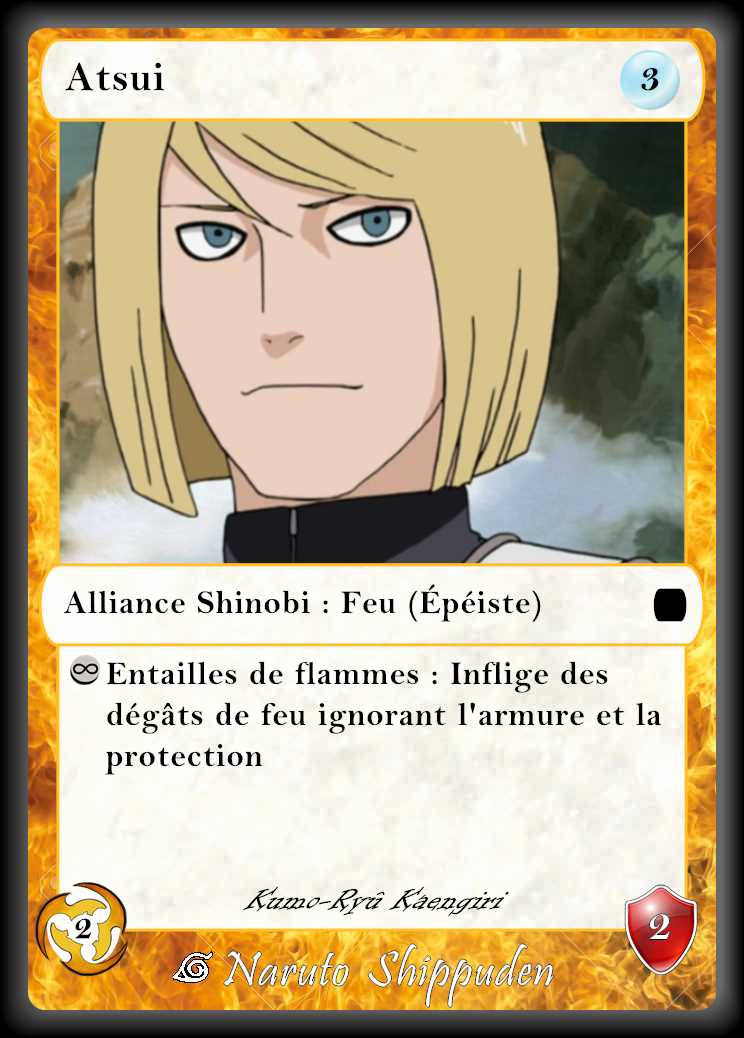 Atsui
3
Alliance Shinobi : Feu (Épéiste)
∞ Entailles de flammes : Inflige des
dégâts de feu ignorant l'armure et la
protection
Kumo-Ryû Kaengiri
2
2
Naruto Shippuden